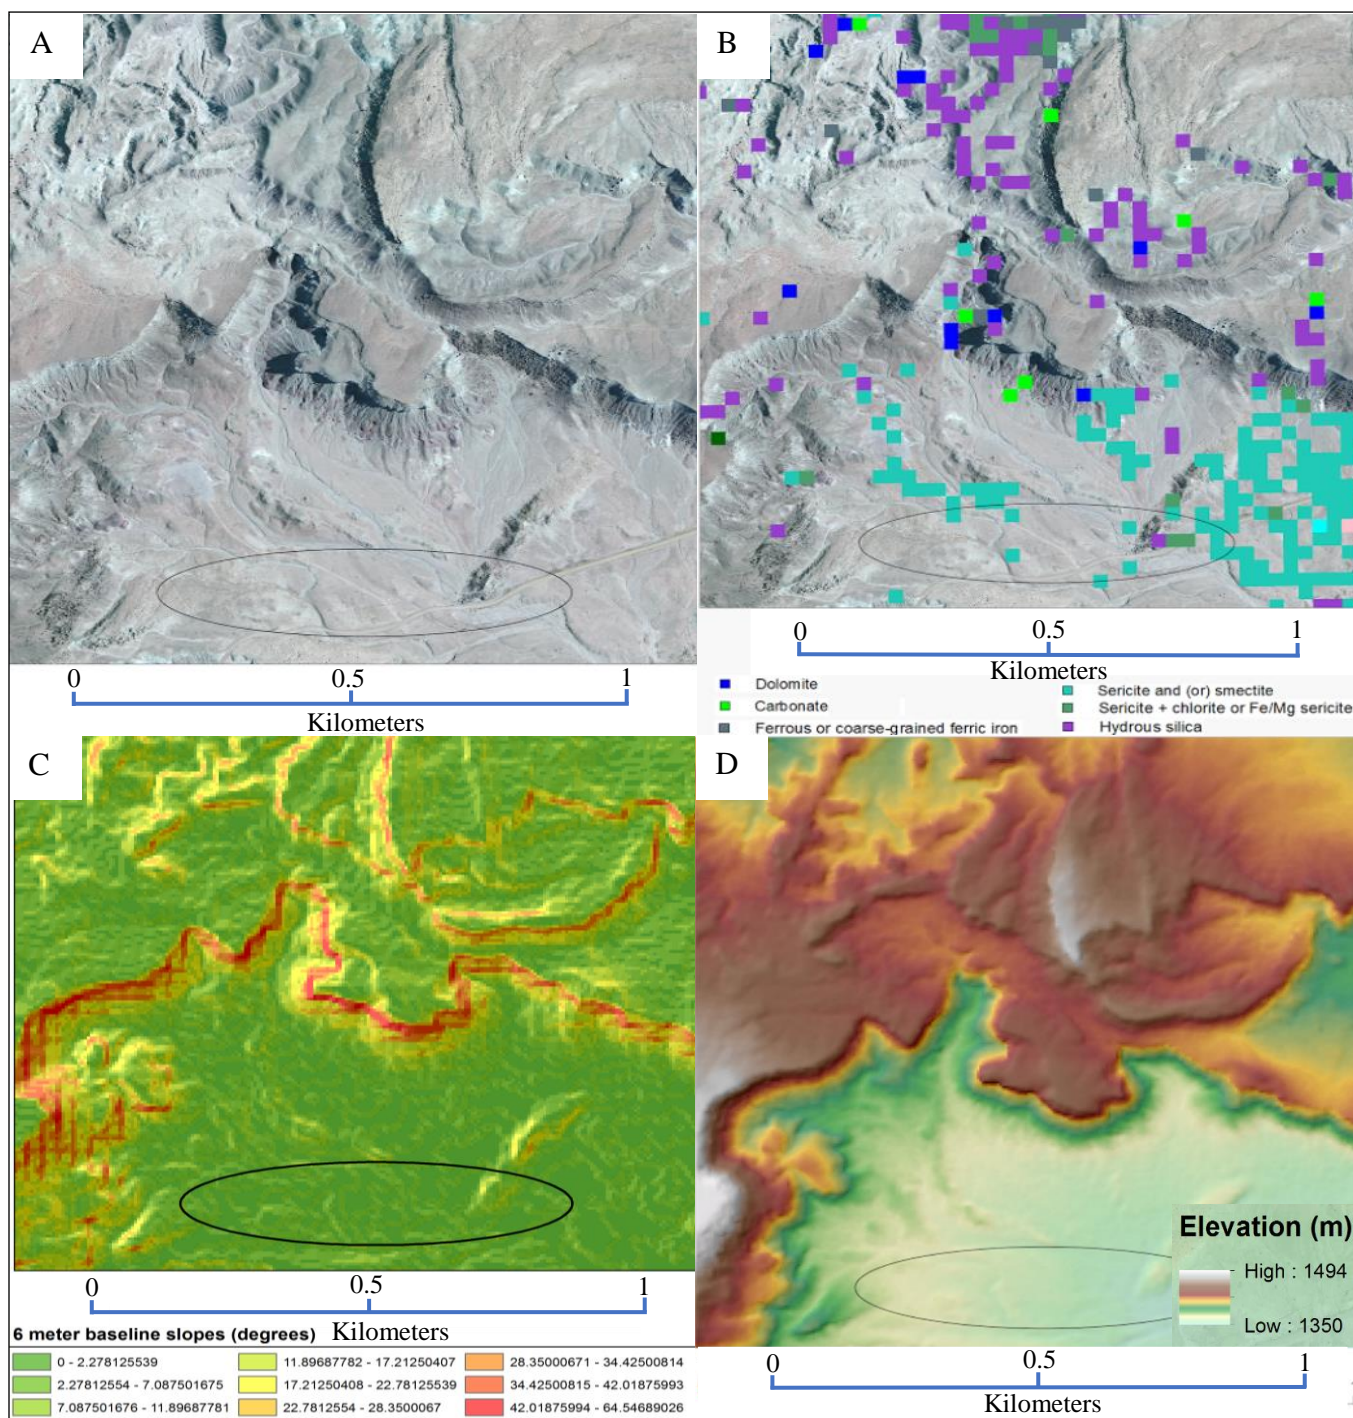 A
B
0 0.5 1
Kilometers
0 0.5 1
Kilometers
Dolomite
Carbonate
Ferrous or coarse-grained ferric iron
Sericite and (or) smectite
Sericite + chlorite or Fe/Mg sericite
Hydrous silica
C
D
Elevation (m)
High : 1494
Low : 1350
0 0.5 1
Kilometers
0 0.5 1
Kilometers
6 meter baseline slopes (degrees)
0 - 2.278125539
2.27812554 - 7.087501675
7.087501676 - 11.89687781
11.89687782 - 17.21250407
17.21250408 - 22.78125539
22.7812554 - 28.3500067
28.35000671 - 34.42500814
34.42500815 - 42.01875993
42.01875994 - 64.54689026